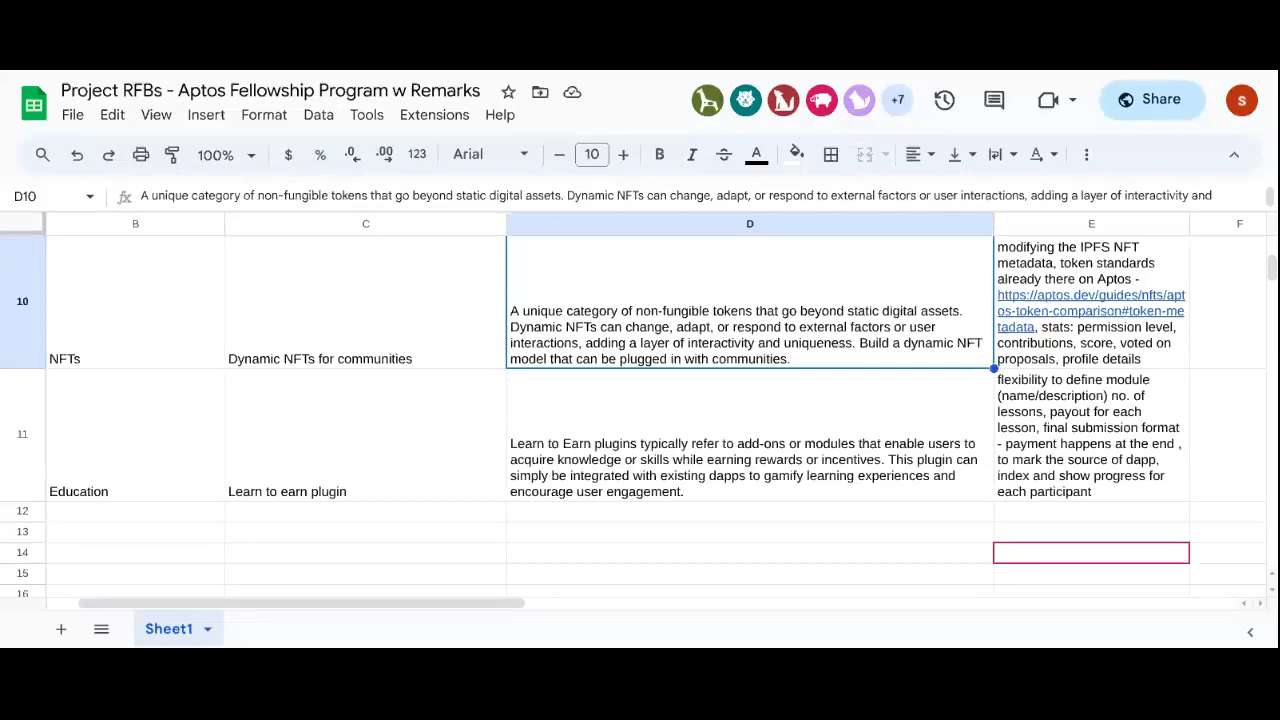 Project RFBs - Aptos Fellowship Program w Remarks
+7
Share
S
File Edit View Insert Format Data Tools Extensions Help
100% $ % .0 .00 123 Arial 10 B I A
D10
fx
A unique category of non-fungible tokens that go beyond static digital assets. Dynamic NFTs can change, adapt, or respond to external factors or user interactions, adding a layer of interactivity and
B C D E F
10
NFTs
Dynamic NFTs for communities
A unique category of non-fungible tokens that go beyond static digital assets.
Dynamic NFTs can change, adapt, or respond to external factors or user
interactions, adding a layer of interactivity and uniqueness. Build a dynamic NFT
model that can be plugged in with communities.
modifying the IPFS NFT
metadata, token standards
already there on Aptos -
https://aptos.dev/guides/nfts/apt
os-token-comparison#token-me
tadata, stats: permission level,
contributions, score, voted on
proposals, profile details
11
Education
Learn to earn plugin
Learn to Earn plugins typically refer to add-ons or modules that enable users to
acquire knowledge or skills while earning rewards or incentives. This plugin can
simply be integrated with existing dapps to gamify learning experiences and
encourage user engagement.
flexibility to define module
(name/description) no. of
lessons, payout for each
lesson, final submission format
- payment happens at the end ,
to mark the source of dapp,
index and show progress for
each participant
12
13
14
15
16
Sheet1